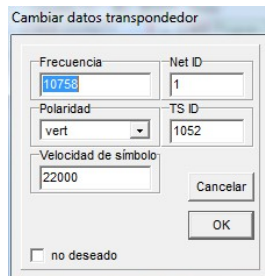 Cambiar datos transpondedor
Frecuencia Net ID
10758 1
Polaridad TS ID
vert 1052
Velocidad de símbolo
22000
Cancelar
OK
no deseado